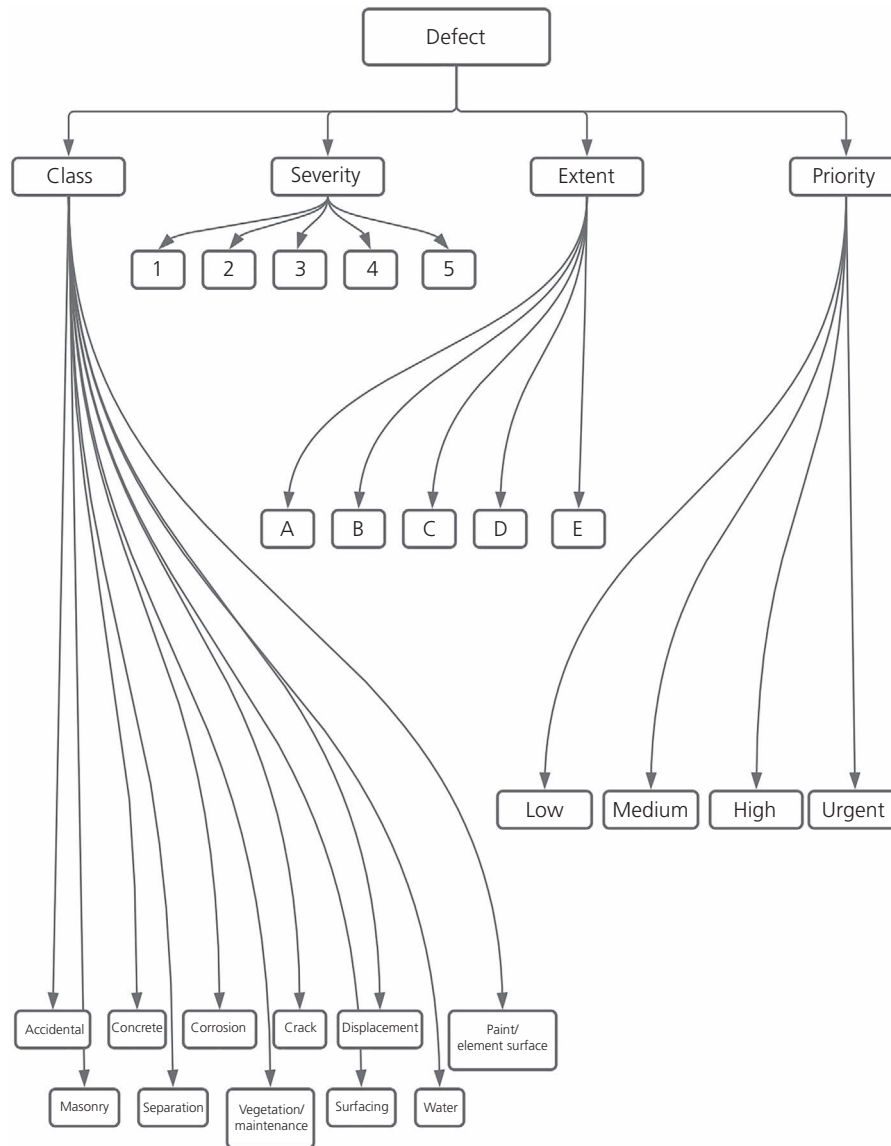 Defect
Class
Severity
Extent
Priority
1
2
3
4
5
A
B
C
D
E
Low
Medium
High
Urgent
Accidental
Concrete
Corrosion
Crack
Displacement
Paint/
element surface
Masonry
Separation
Vegetation/
maintenance
Surfacing
Water